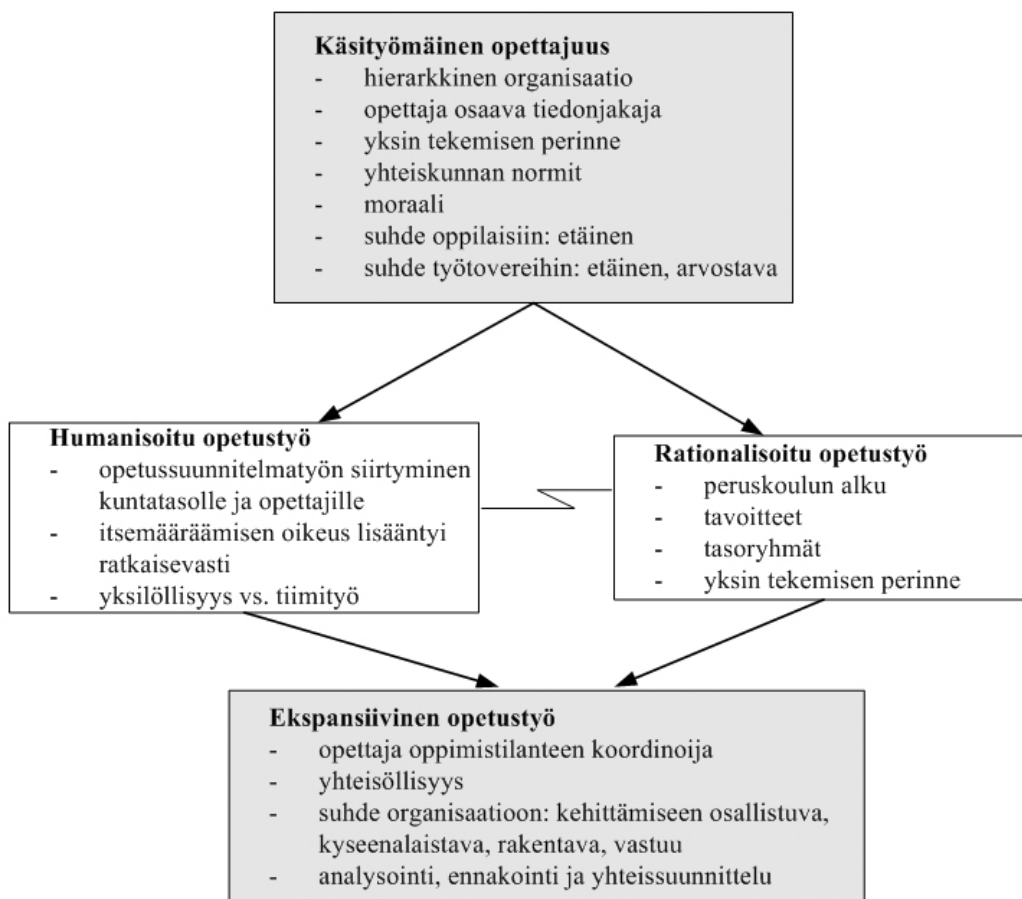 Käsityömäinen opettajuus
- hierarkkinen organisaatio
- opettaja osaava tiedonjakaja
- yksin tekemisen perinne
- yhteiskunnan normit
- moraali
- suhde oppilaisiin: etäinen
- suhde työtovereihin: etäinen, arvostava
Humanisoitu opetustyö
- opetussuunnitelmatyön siirtyminen
kuntatasolle ja opettajille
- itsemääräämisen oikeus lisääntyi
ratkaisevasti
- yksilöllisyys vs. tiimityö
Rationalisoitu opetustyö
- peruskoulun alku
- tavoitteet
- tasoryhmät
- yksin tekemisen perinne
Ekspansiivinen opetustyö
- opettaja oppimistilanteen koordinoija
- yhteisöllisyys
- suhde organisaatioon: kehittämiseen osallistuva,
kyseenalaistava, rakentava, vastuu
- analysointi, ennakointi ja yhteissuunnittelu